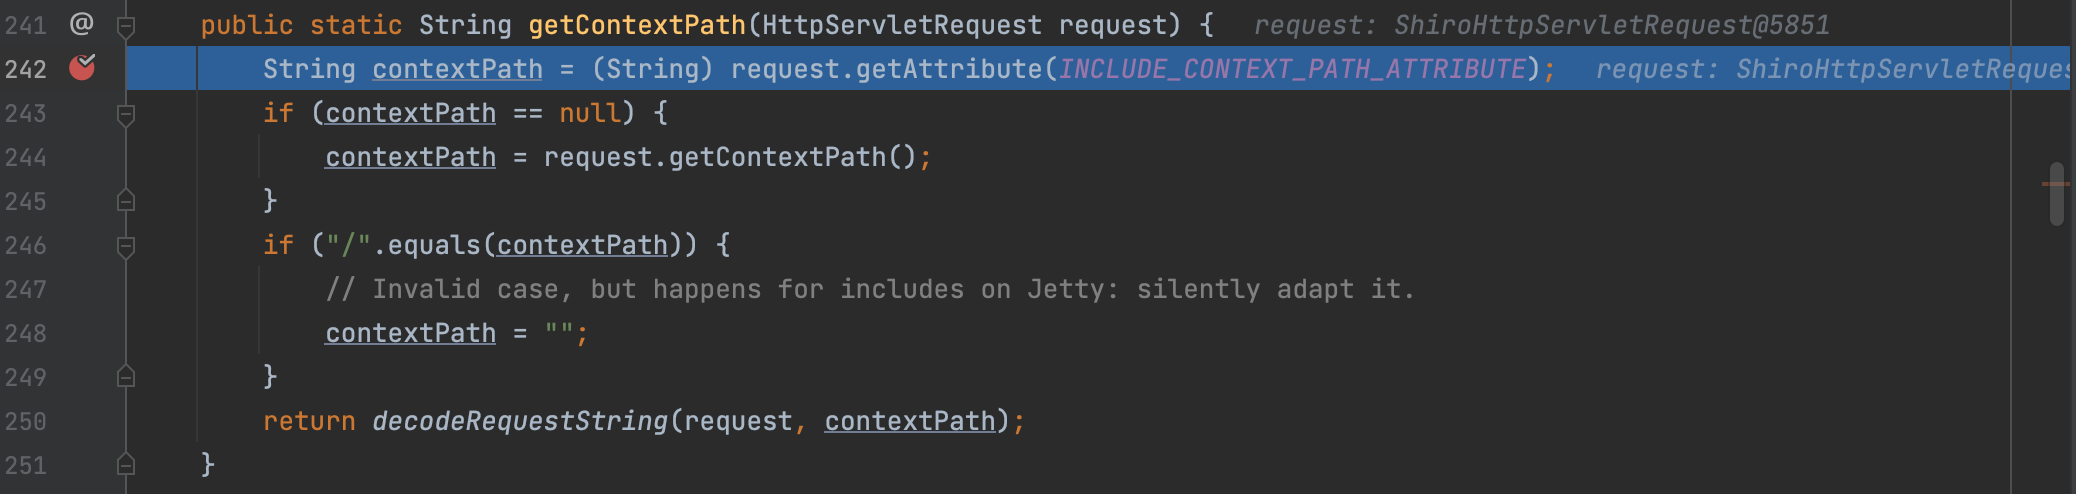 241 @ public static String getContextPath(HttpServletRequest request) { request: ShiroHttpServletRequest@5851
242 String contextPath = (String) request.getAttribute(INCLUDE_CONTEXT_PATH_ATTRIBUTE); request: ShiroHttpServletReques
243 if (contextPath == null) {
244 contextPath = request.getContextPath();
245 }
246 if ("/".equals(contextPath)) {
247 // Invalid case, but happens for includes on Jetty: silently adapt it.
248 contextPath = "";
249 }
250 return decodeRequestString(request, contextPath);
251 }